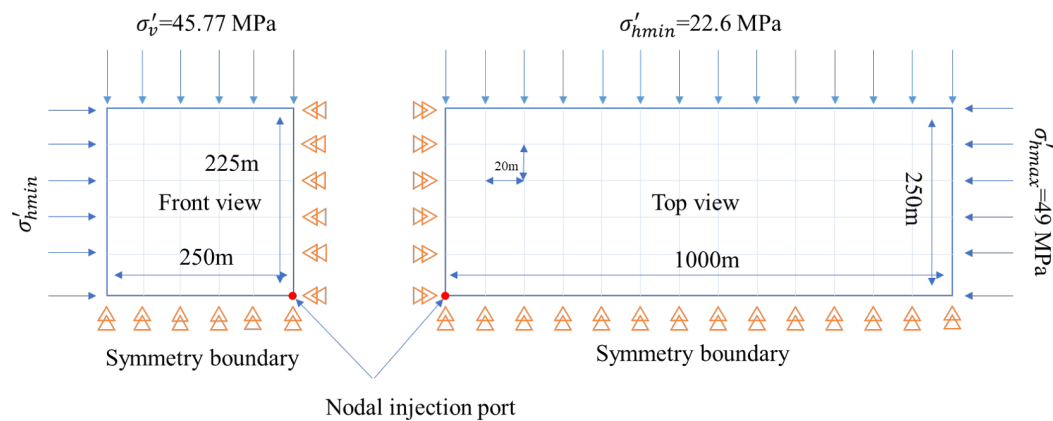 σ′ᵥ=45.77 MPa
σ′ₕₘᵢₙ=22.6 MPa
σ′ₕₘᵢₙ
225m
Front view
250m
20m
Top view
250m
1000m
σ′ₕₘₐₓ=49 MPa
Symmetry boundary
Symmetry boundary
Nodal injection port